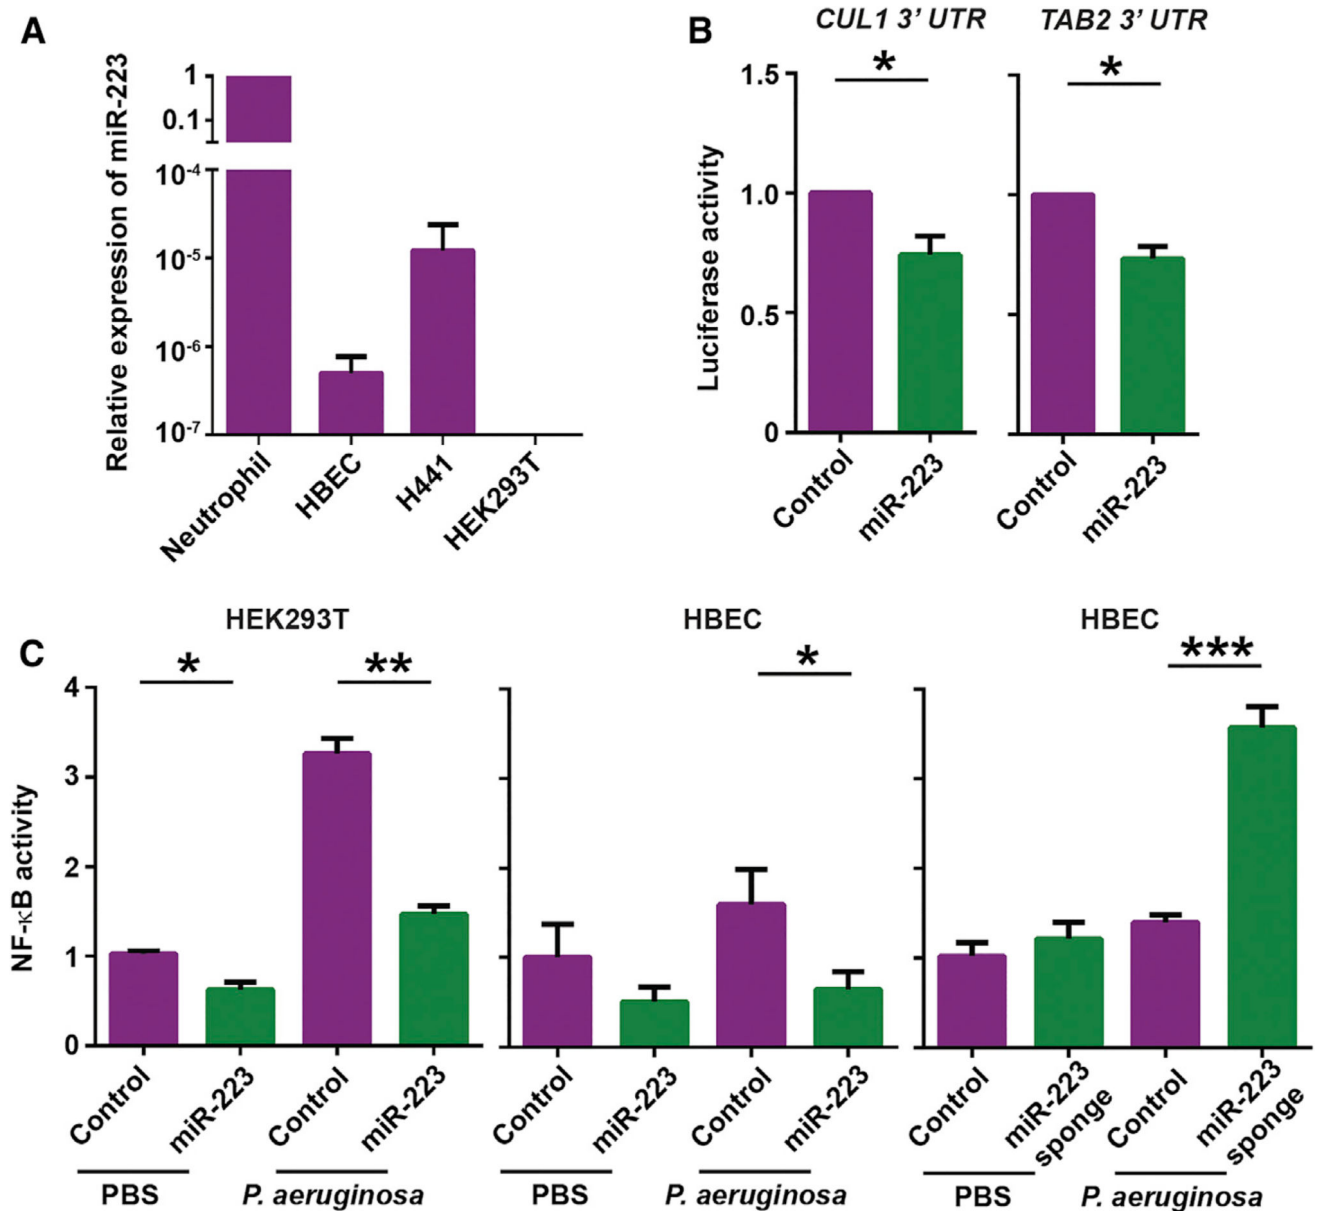 A
Relative expression of miR-223
1
0.1
10-4
10-5
10-6
10-7
Neutrophil
HBEC
H441
HEK293T
B
CUL1 3’ UTR
TAB2 3’ UTR
*
*
Luciferase activity
1.5
1.0
0.5
0
Control
miR-223
Control
miR-223
C
HEK293T
HBEC
HBEC
*
**
*
***
NF-κB activity
4
3
2
1
0
Control
miR-223
Control
miR-223
PBS
P. aeruginosa
Control
miR-223
Control
miR-223
PBS
P. aeruginosa
Control
miR-223
sponge
Control
miR-223
sponge
PBS
P. aeruginosa